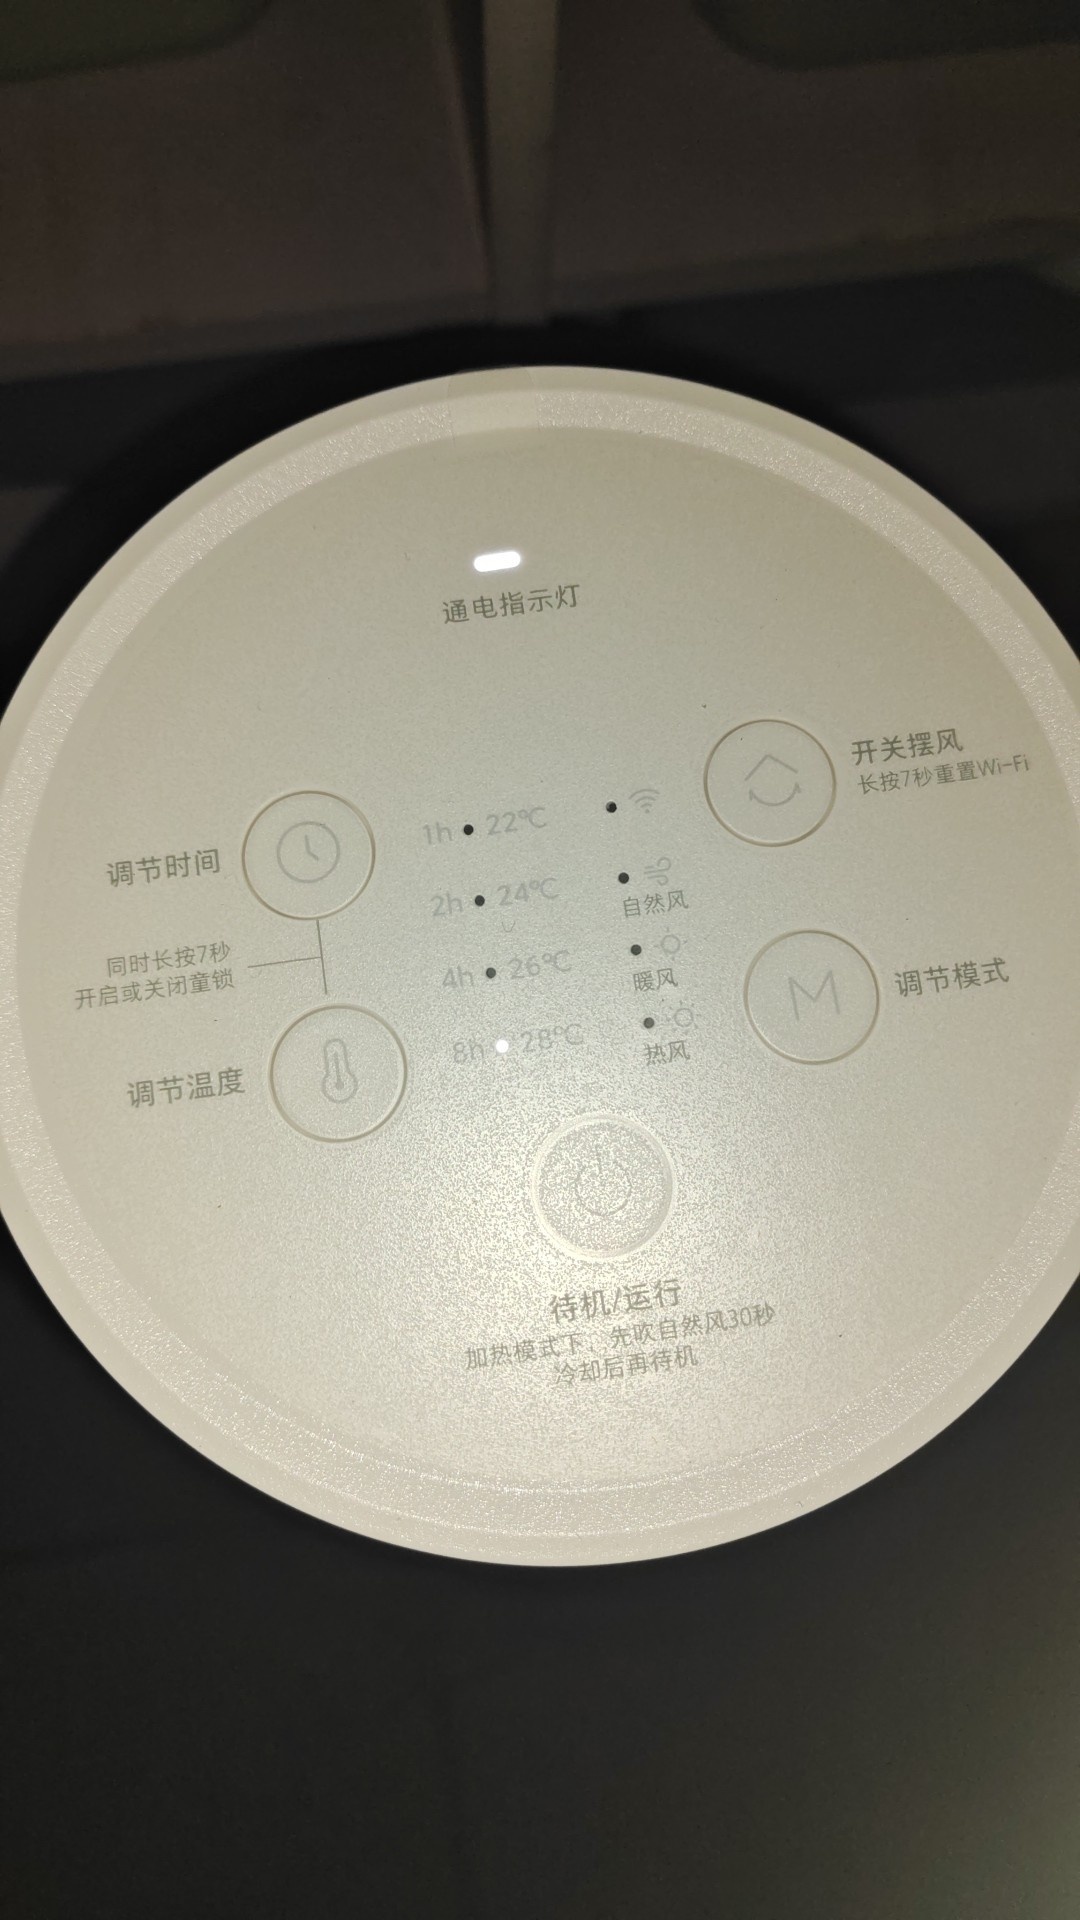 通电指示灯
开关摆风
长按7秒重置Wi-Fi
调节时间
1h 22℃
2h 24℃
自然风
同时长按7秒
开启或关闭童锁
4h 26℃
暖风
调节模式
M
调节温度
8h 28℃
热风
待机/运行
加热模式下，先吹自然风30秒
冷却后再待机